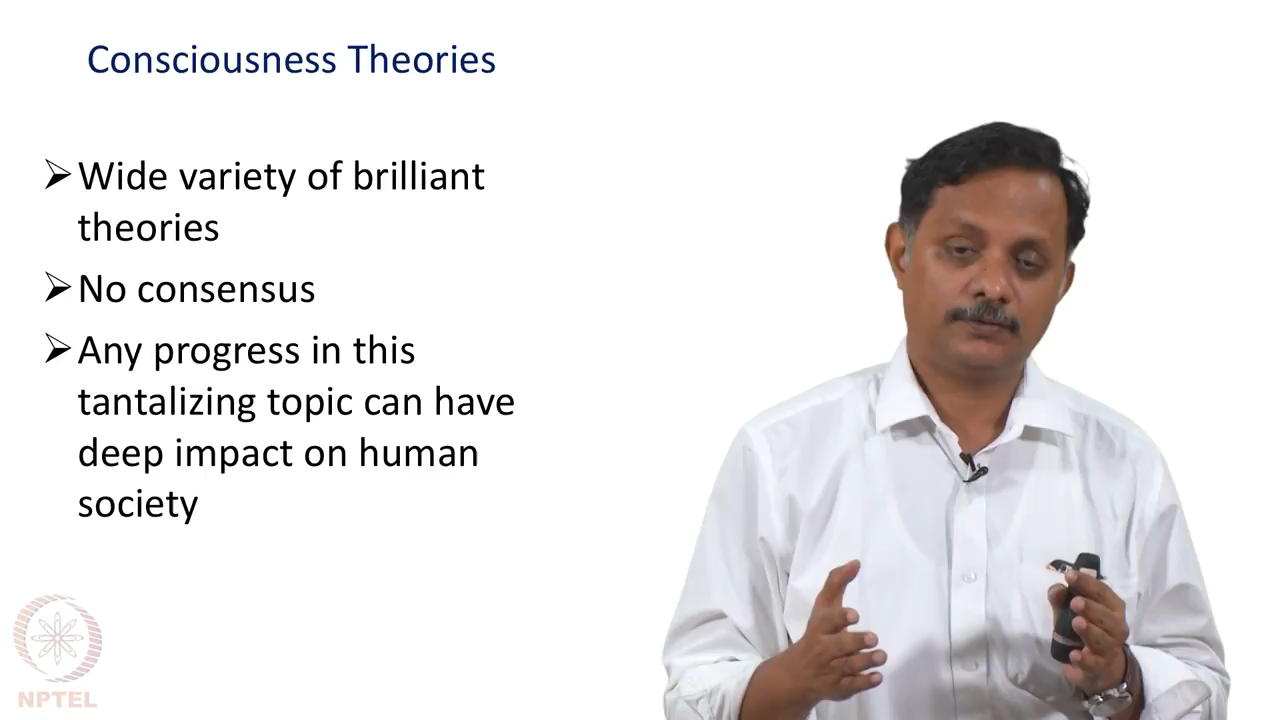 Consciousness Theories
➢ Wide variety of brilliant
theories
➢ No consensus
➢ Any progress in this
tantalizing topic can have
deep impact on human
society
NPTEL